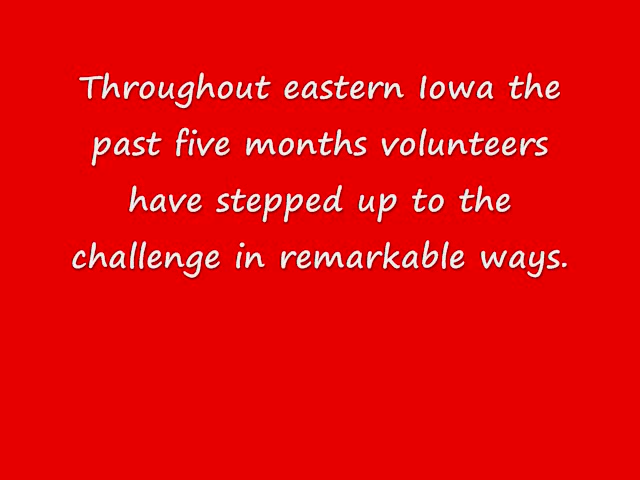 Throughout eastern Iowa the
past five months volunteers
have stepped up to the
challenge in remarkable ways.